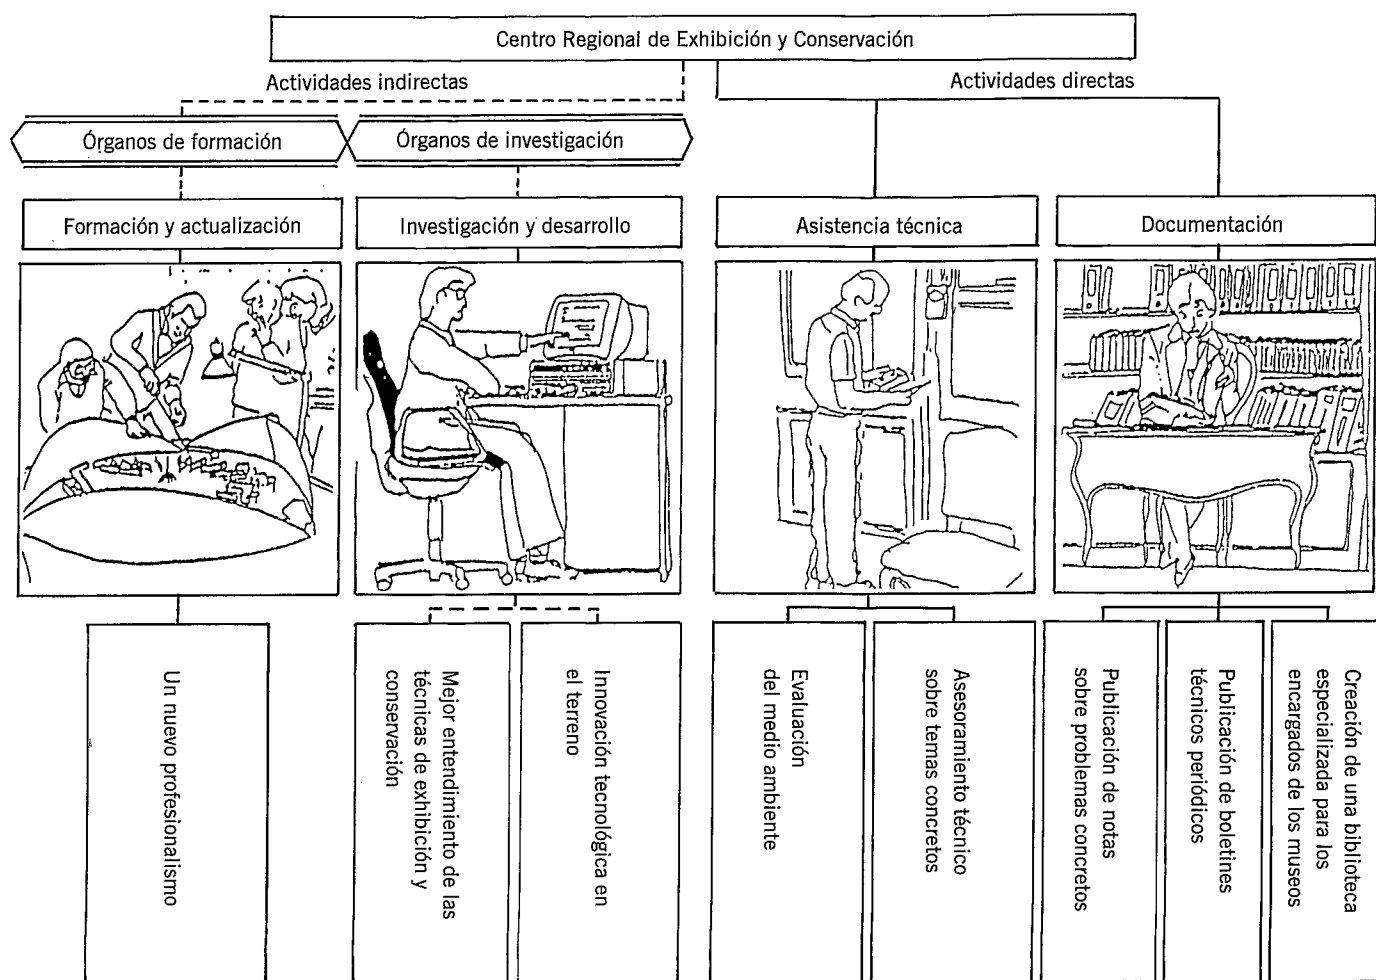 Centro Regional de Exhibición y Conservación
Actividades indirectas
Actividades directas
Órganos de formación
Órganos de investigación
Formación y actualización
Investigación y desarrollo
Asistencia técnica
Documentación
Un nuevo profesionalismo
Mejor entendimiento de las
técnicas de exhibición y
conservación
Innovación tecnológica en
el terreno
Evaluación
del medio ambiente
Asesoramiento técnico
sobre temas concretos
Publicación de notas
sobre problemas concretos
Publicación de boletines
técnicos periódicos
Creación de una biblioteca
especializada para los
encargados de los museos